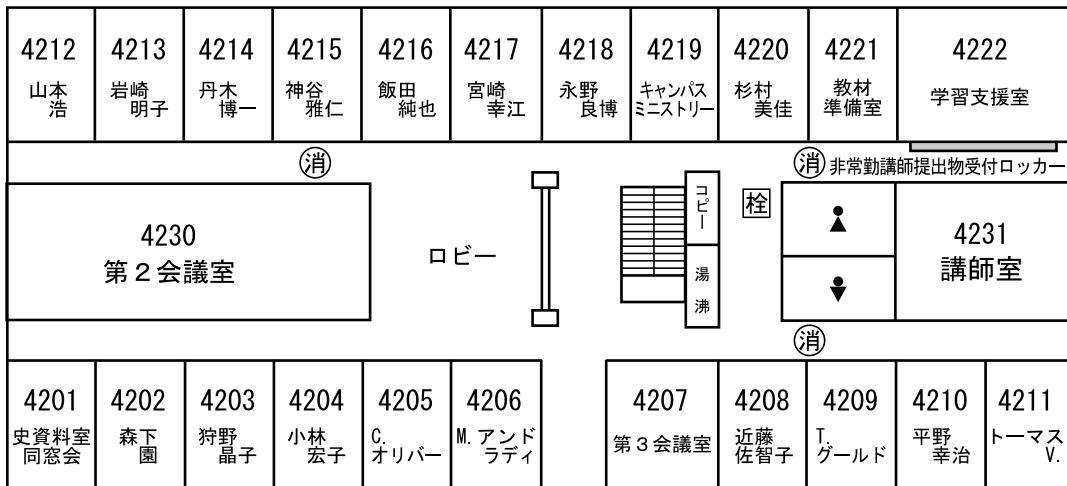 4212
山本
浩
4213
岩崎
明子
4214
丹木
博一
4215
神谷
雅仁
4216
飯田
純也
4217
宮崎
幸江
4218
永野
良博
4219
キャンパス
ミニストリー
4220
杉村
美佳
4221
教材
準備室
4222
学習支援室
消
消
非常勤講師提出物受付ロッカー
4230
第2会議室
ロビー
コピー
湯沸
栓
4231
講師室
消
4201
史資料室
同窓会
4202
森下
園
4203
狩野
晶子
4204
小林
宏子
4205
C.
オリバー
4206
M. アンド
ラディ
4207
第3会議室
4208
近藤
佐智子
4209
T.
グールド
4210
平野
幸治
4211
トーマス
V.